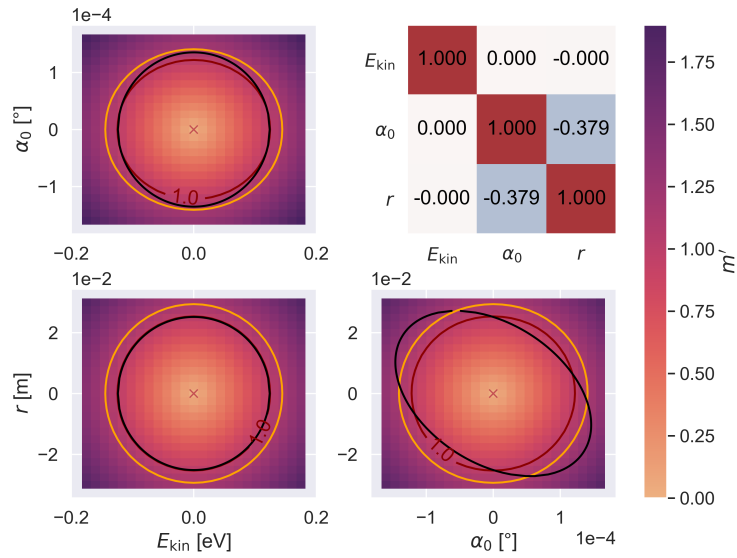 1e−4
α₀ [°]
1
0
−1
1.0
−0.2
0.0
0.2
E_kin
α₀
r
1.000
0.000
-0.000
0.000
1.000
-0.379
-0.000
-0.379
1.000
E_kin
α₀
r
1e−2
r [m]
2
0
−2
1.0
−0.2
0.0
0.2
E_kin [eV]
1e−2
2
0
−2
1.0
−1
0
1
1e−4
α₀ [°]
1.75
1.50
1.25
1.00
0.75
0.50
0.25
0.00
m′